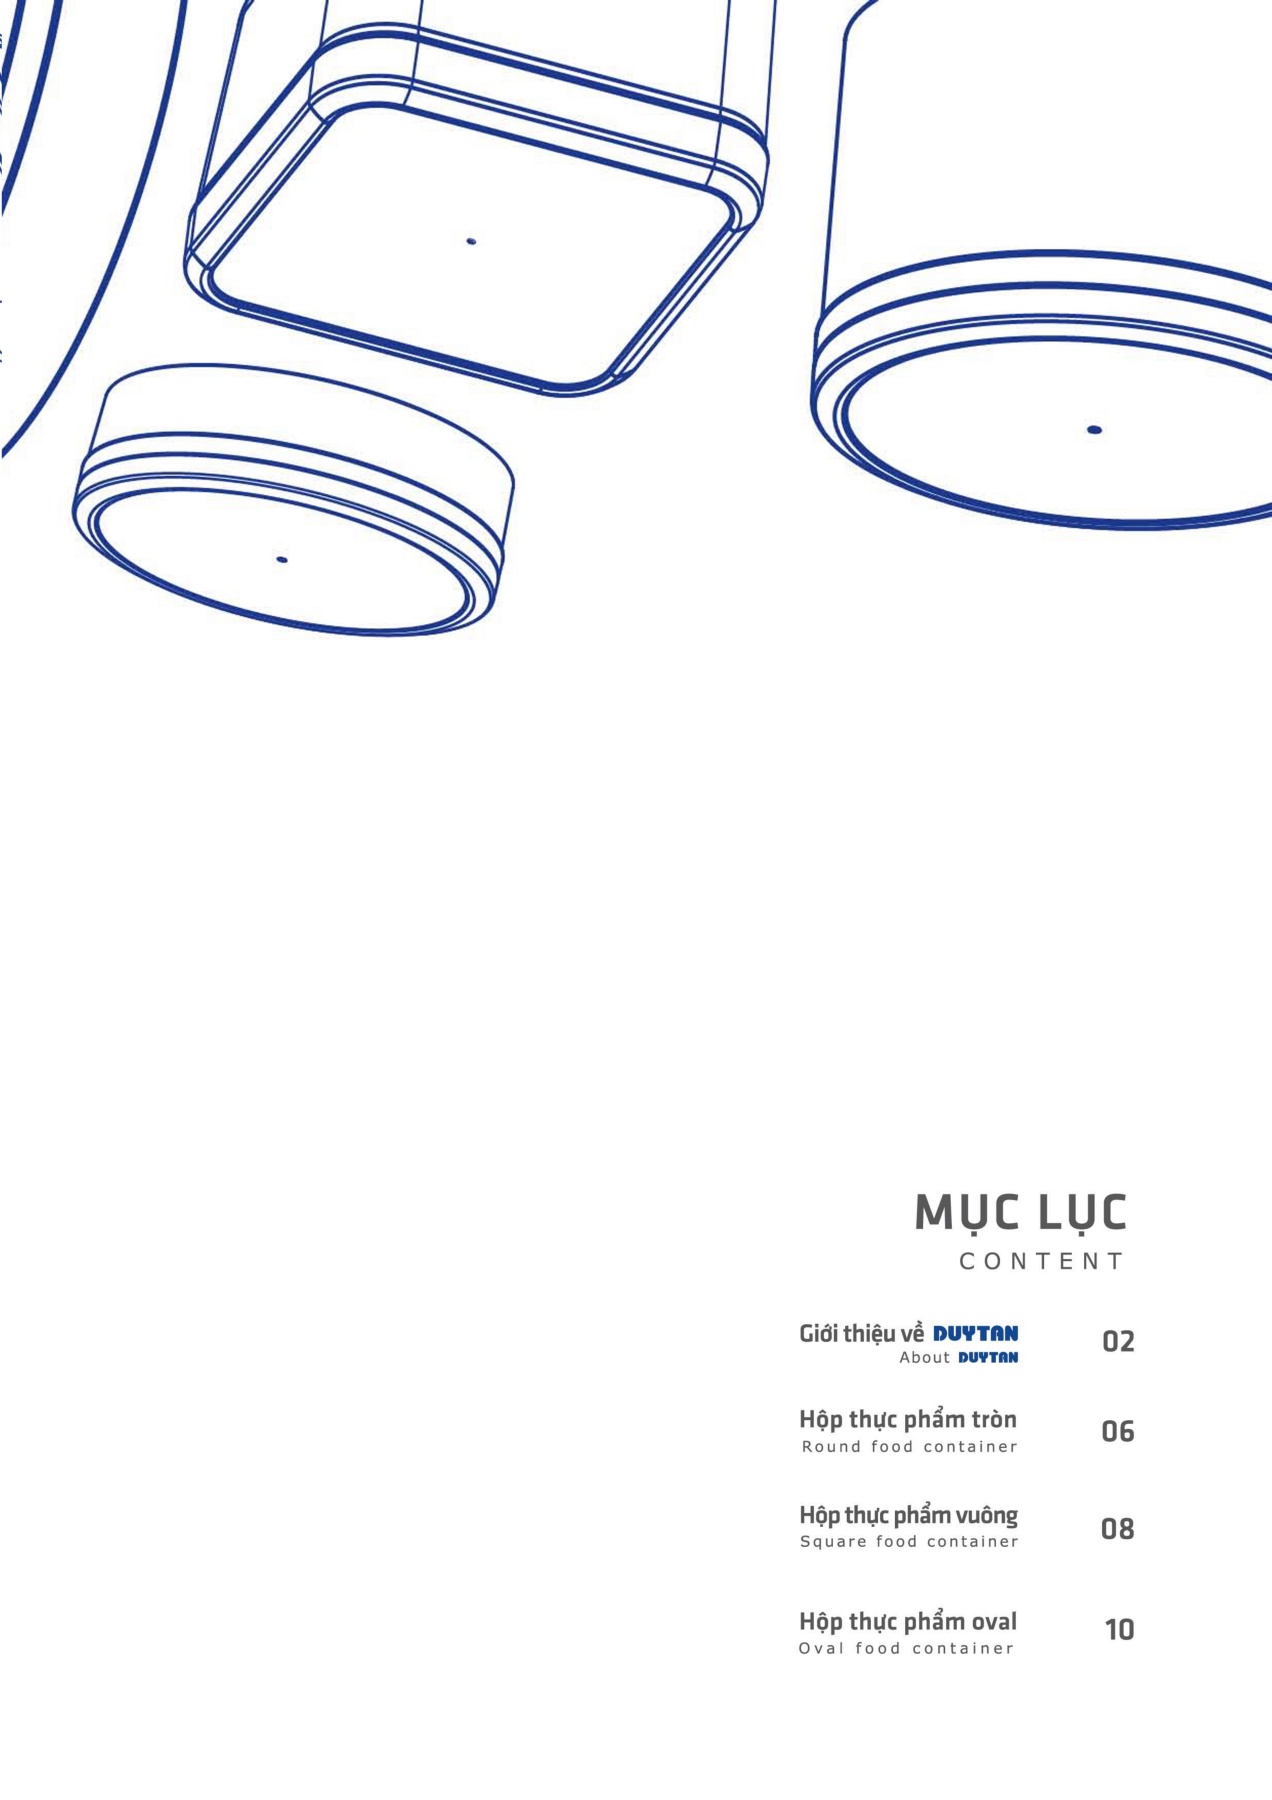 MỤC LỤC
CONTENT
Giới thiệu về DUYTAN
About DUYTAN
02
Hộp thực phẩm tròn
Round food container
06
Hộp thực phẩm vuông
Square food container
08
Hộp thực phẩm oval
Oval food container
10